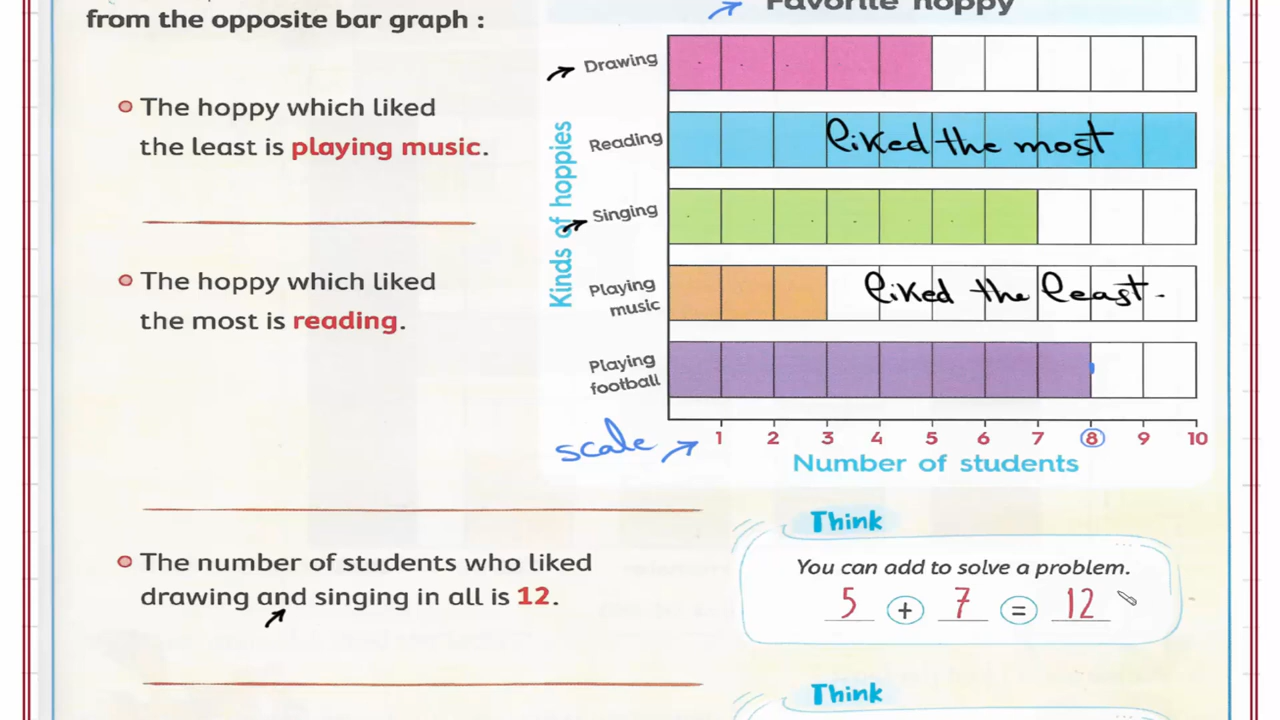 from the opposite bar graph :
The hoppy which liked
the least is playing music.
The hoppy which liked
the most is reading.
The number of students who liked
drawing and singing in all is 12.
Favorite hoppy
Kinds of hoppies
Drawing
Reading
liked the most
Singing
Playing
music
liked the least.
Playing
football
scale
1 2 3 4 5 6 7 8 9 10
Number of students
Think
You can add to solve a problem.
5 + 7 = 12
Think